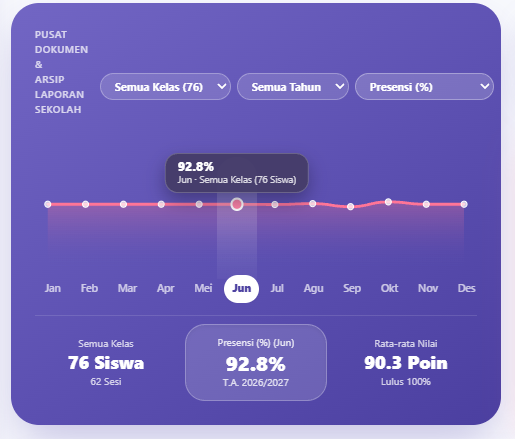 PUSAT
DOKUMEN
&
ARSIP
LAPORAN
SEKOLAH
Semua Kelas (76)
Semua Tahun
Presensi (%)
92.8%
Jun - Semua Kelas (76 Siswa)
Jan Feb Mar Apr Mei Jun Jul Agu Sep Okt Nov Des
Semua Kelas
76 Siswa
62 Sesi
Presensi (%) (Jun)
92.8%
T.A. 2026/2027
Rata-rata Nilai
90.3 Poin
Lulus 100%